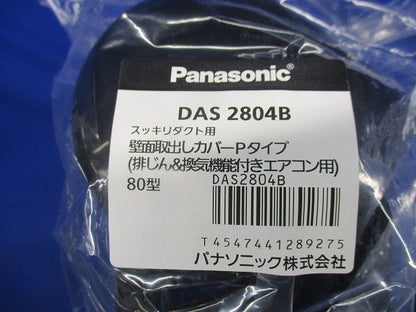 Panasonic®
DAS 2804B
スッキリダクト用
壁面取出しカバーPタイプ
(排じん&換気機能付きエアコン用)
80型 DAS2804B
T4547441289275
パナソニック株式会社